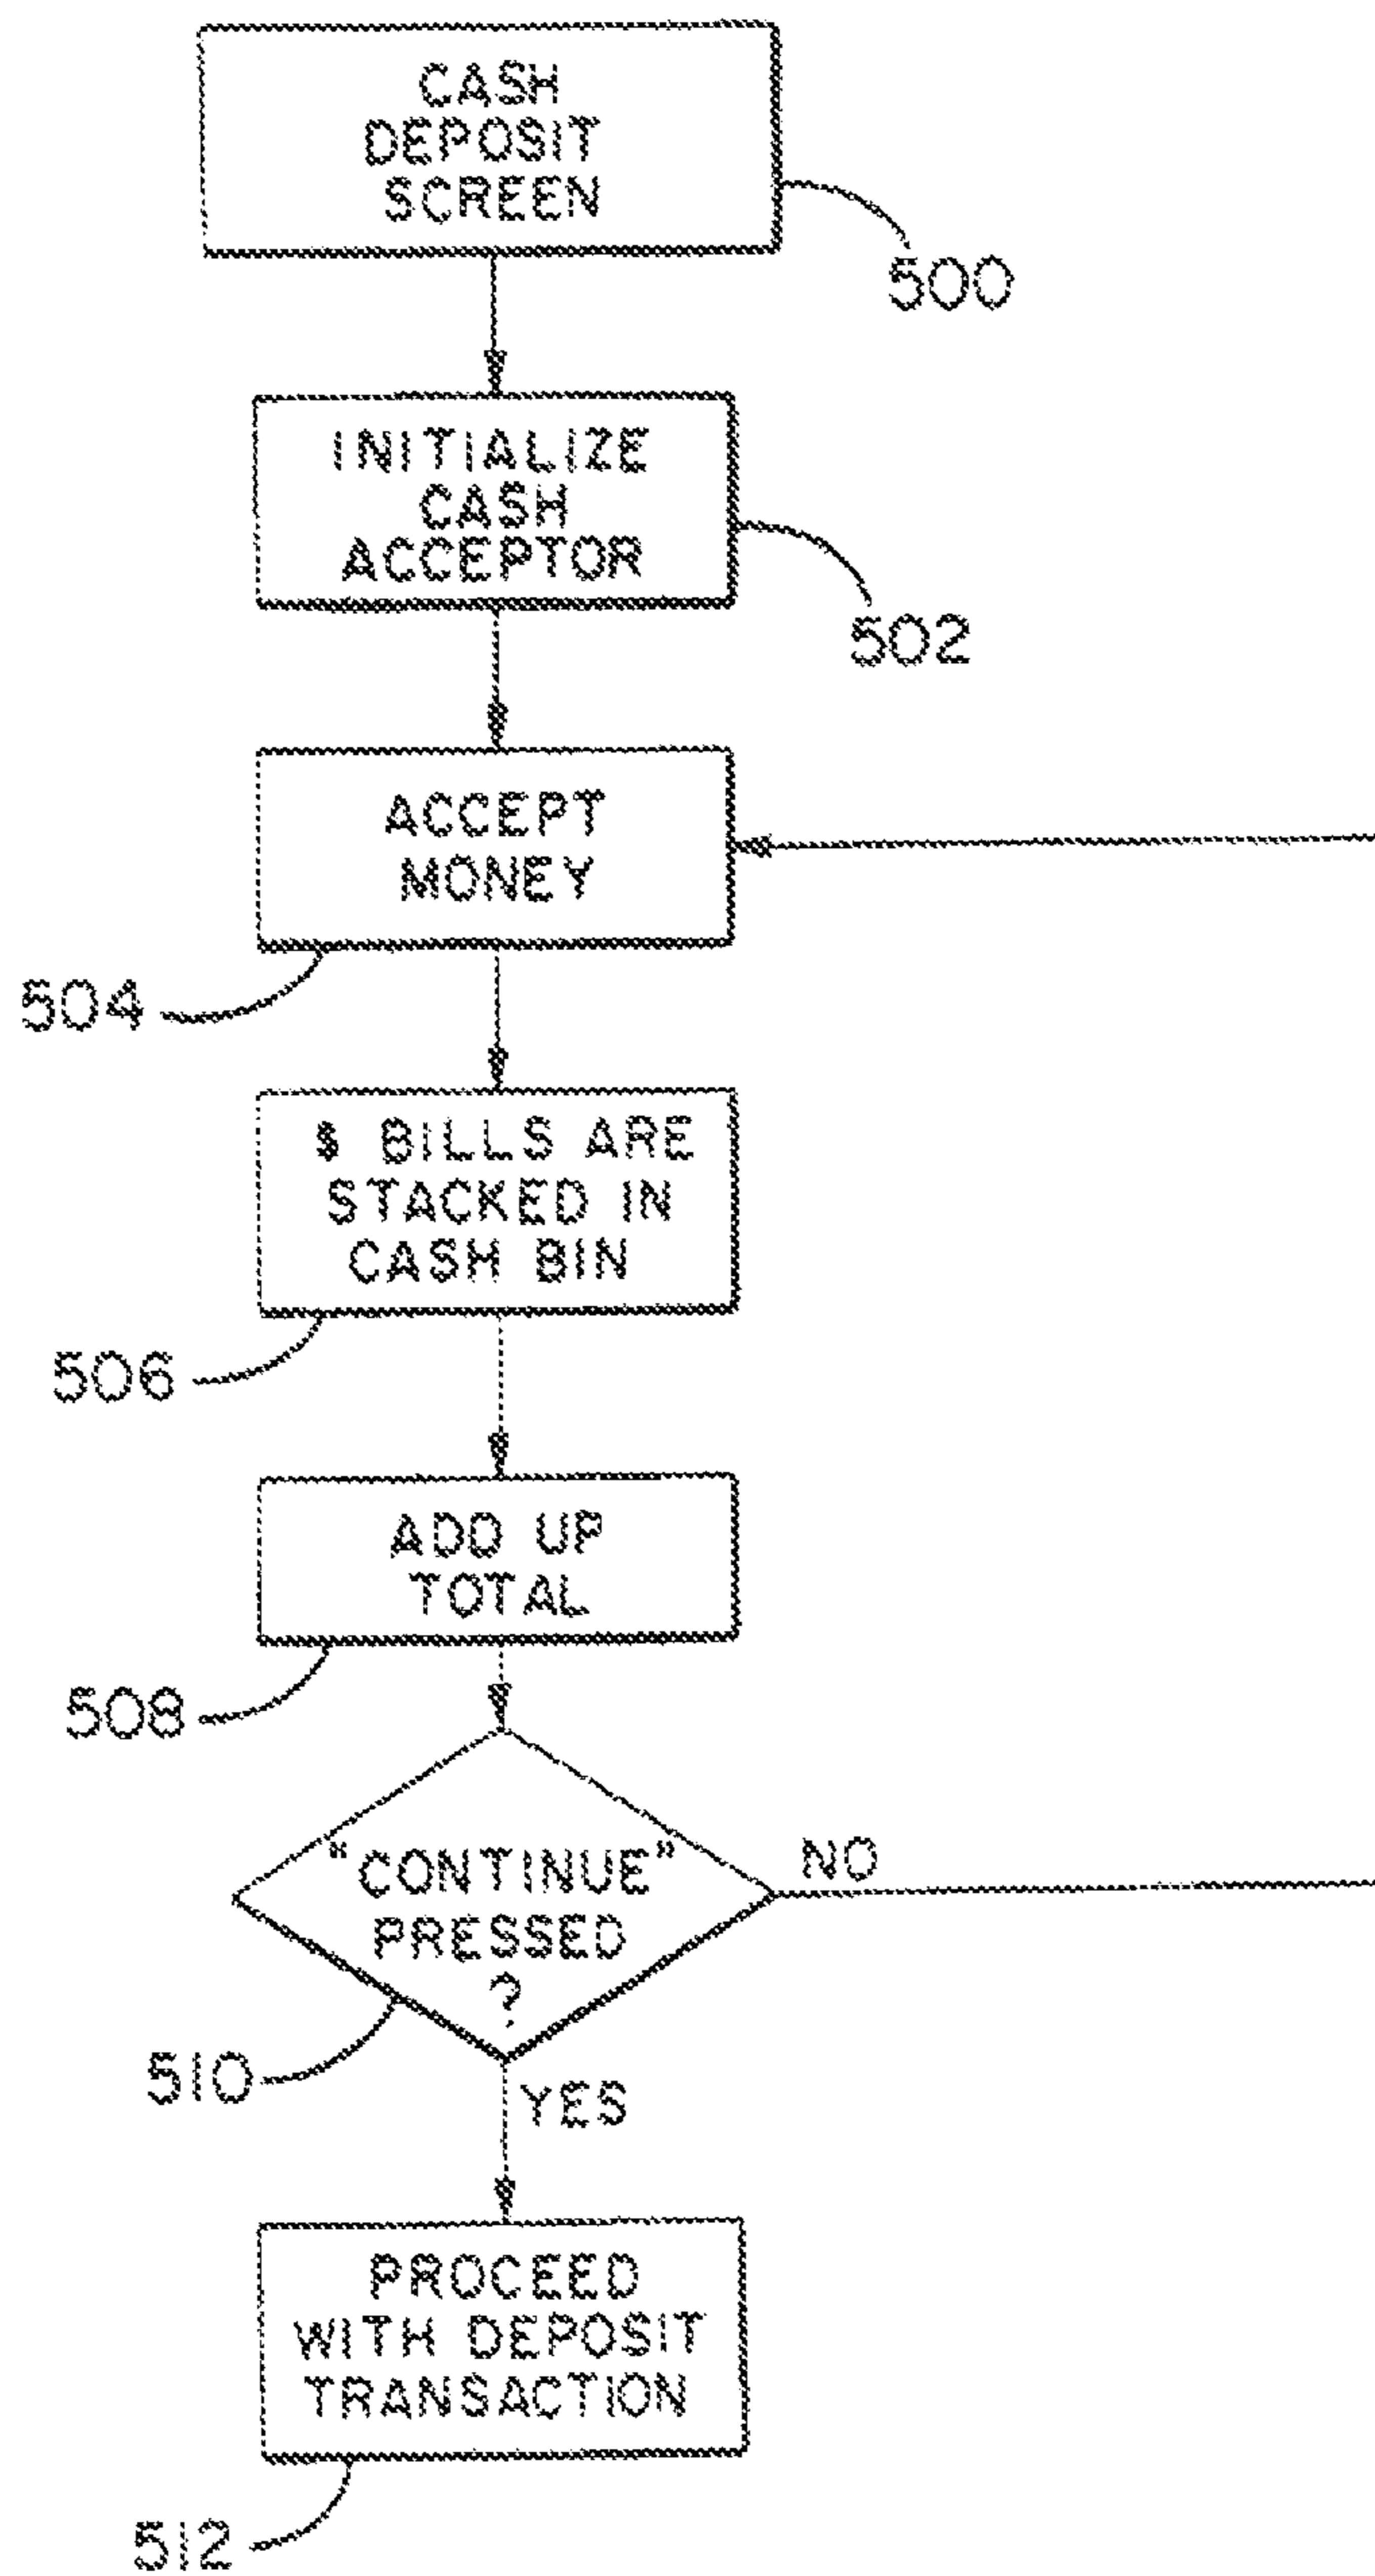 CASH
DEPOSIT
SCREEN
500
INITIALIZE
CASH
ACCEPTOR
502
ACCEPT
MONEY
504
$ BILLS ARE
STACKED IN
CASH BIN
506
ADD UP
TOTAL
508
"CONTINUE"
PRESSED
?
NO
510
YES
PROCEED
WITH DEPOSIT
TRANSACTION
512